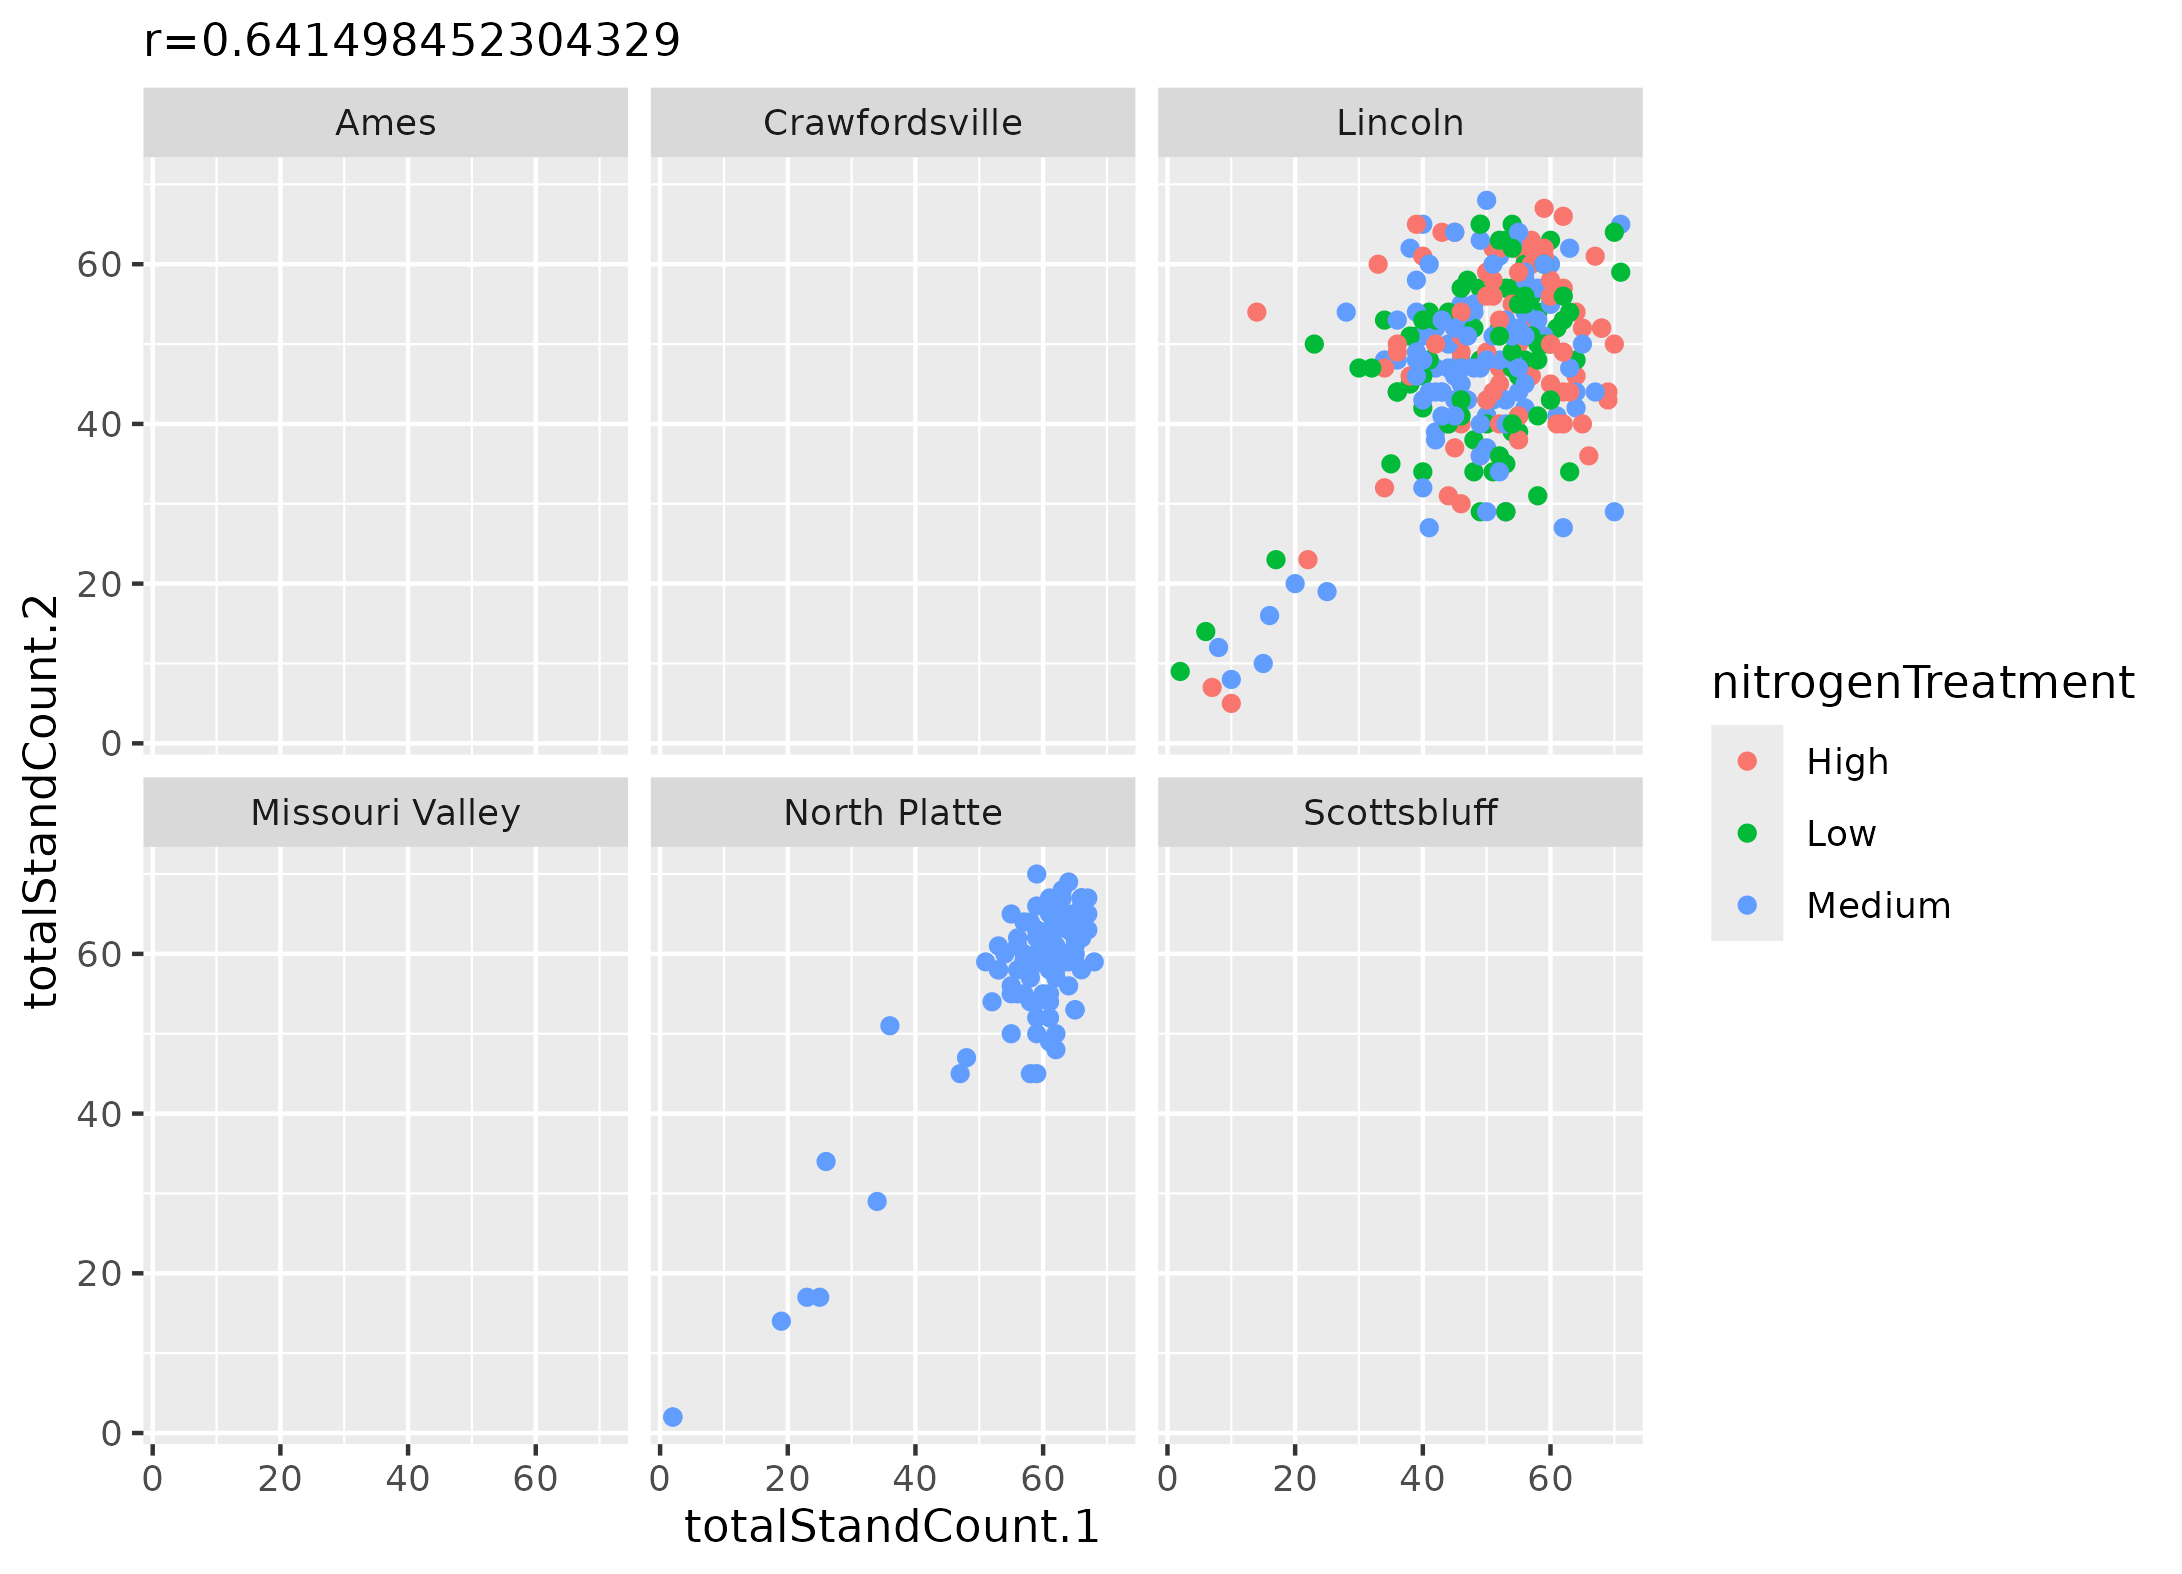 r=0.641498452304329
Ames
Crawfordsville
Lincoln
60
40
20
0
totalStandCount.2
Missouri Valley
North Platte
Scottsbluff
60
40
20
0
0 20 40 60 0 20 40 60 0 20 40 60
totalStandCount.1
nitrogenTreatment
High
Low
Medium